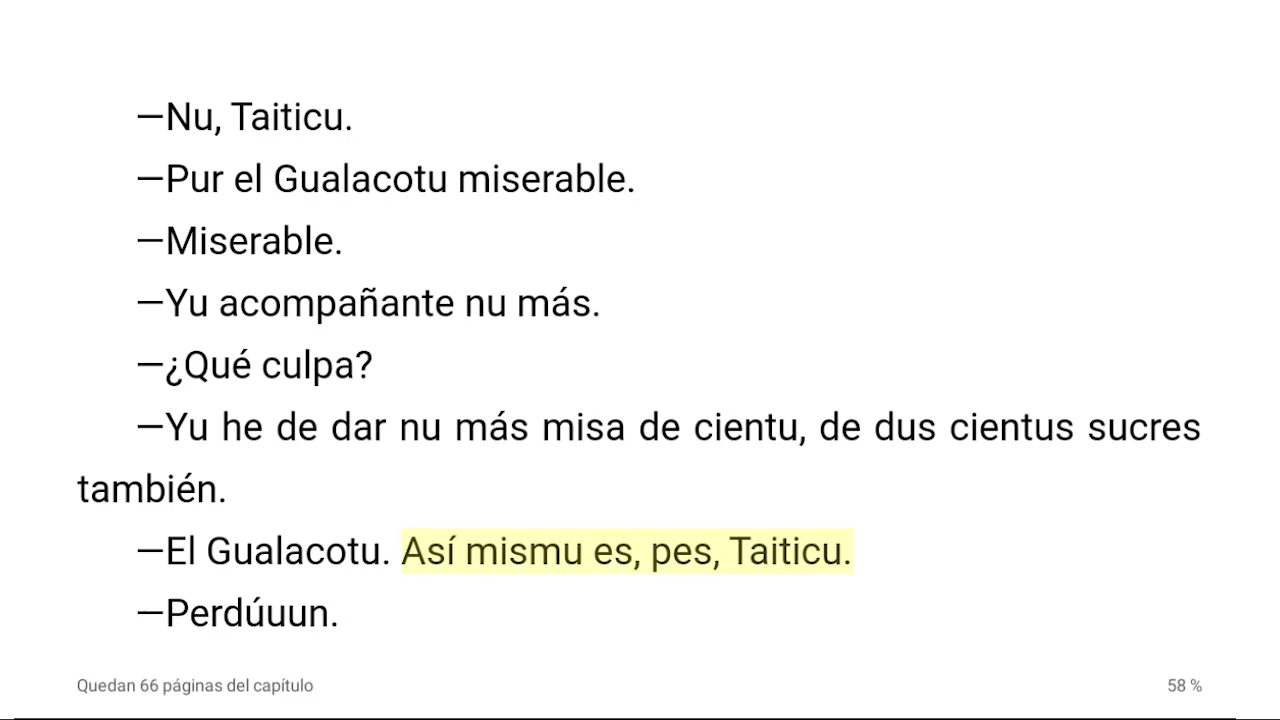 —Nu, Taiticu.
—Pur el Gualacotu miserable.
—Miserable.
—Yu acompañante nu más.
—¿Qué culpa?
—Yu he de dar nu más misa de cientu, de dus cientus sucres
también.
—El Gualacotu. Así mismu es, pes, Taiticu.
—Perdúuun.
Quedan 66 páginas del capítulo
58 %